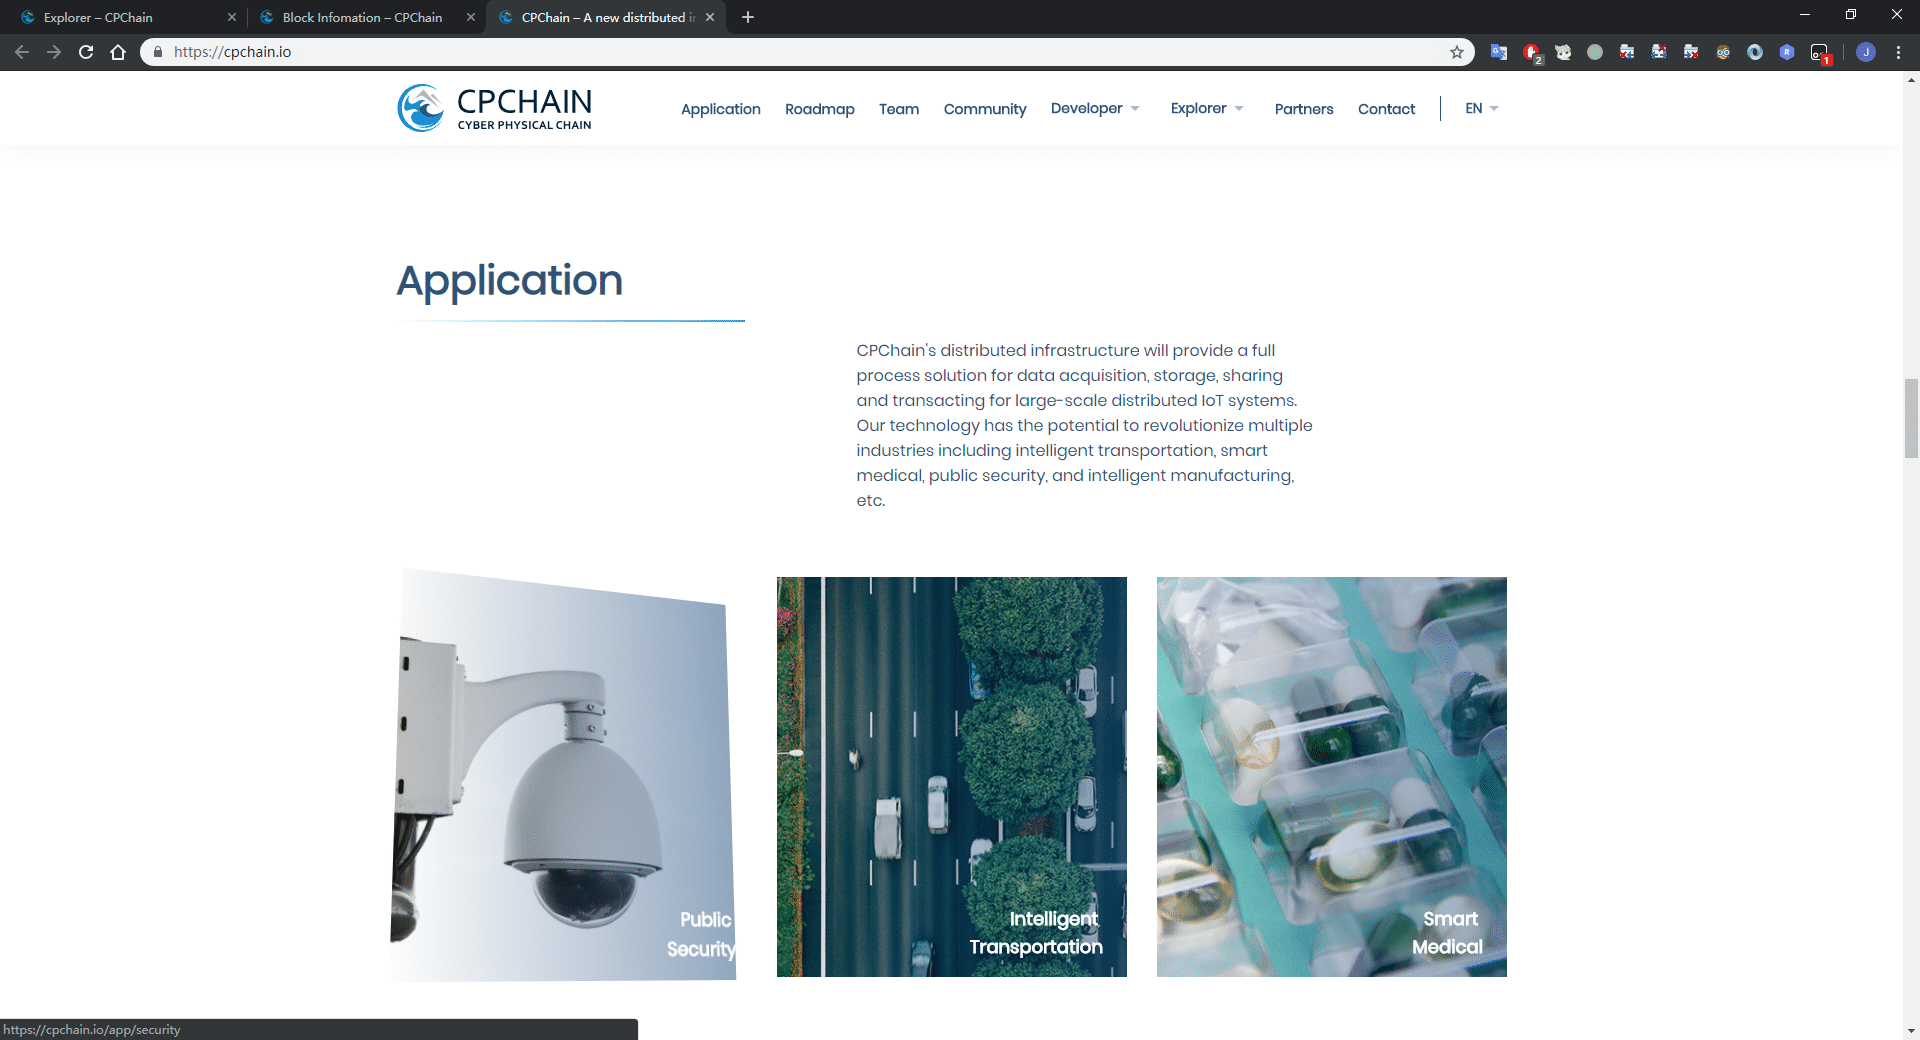 Explorer – CPChain
Block Infomation – CPChain
CPChain – A new distributed in
https://cpchain.io
2
1
J
CPCHAIN
CYBER PHYSICAL CHAIN
Application
Roadmap
Team
Community
Developer
Explorer
Partners
Contact
EN
Application
CPChain's distributed infrastructure will provide a full
process solution for data acquisition, storage, sharing
and transacting for large-scale distributed IoT systems.
Our technology has the potential to revolutionize multiple
industries including intelligent transportation, smart
medical, public security, and intelligent manufacturing,
etc.
Public
Security
Intelligent
Transportation
Smart
Medical
https://cpchain.io/app/security